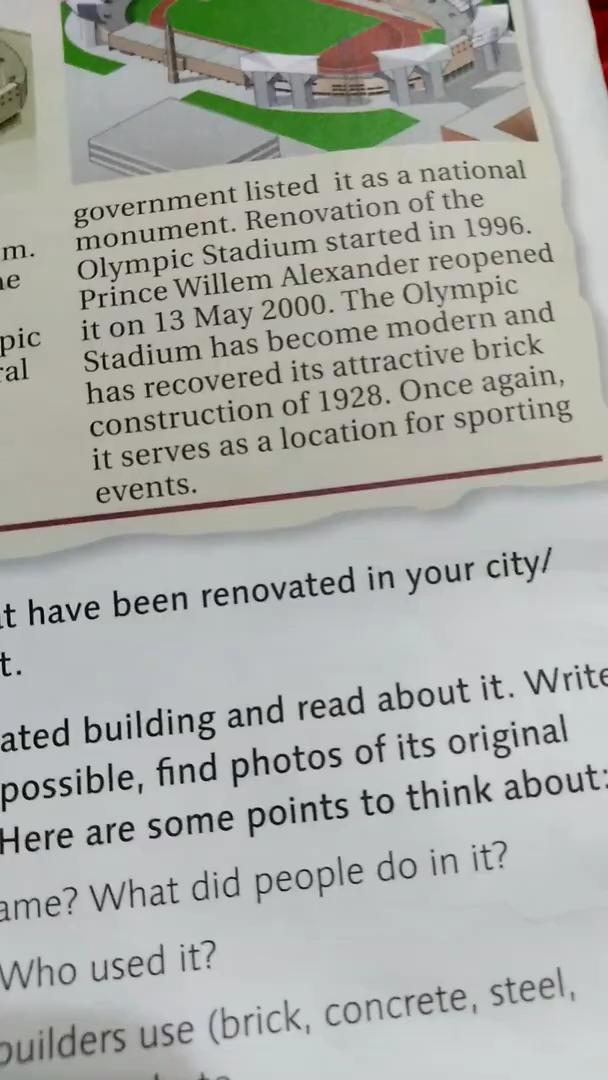 government listed it as a national
monument. Renovation of the
Olympic Stadium started in 1996.
Prince Willem Alexander reopened
it on 13 May 2000. The Olympic
Stadium has become modern and
has recovered its attractive brick
construction of 1928. Once again,
it serves as a location for sporting
events.
m.
pic
have been renovated in your city/
t.
building and read about it. Write
possible, find photos of its original
Here are some points to think about:
ame? What did people do in it?
Who used it?
builders use (brick, concrete, steel,